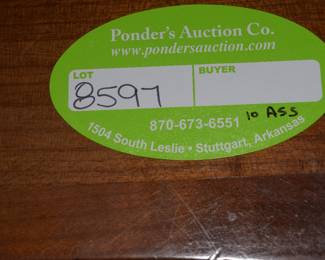 Ponder's Auction Co.
www.pondersauction.com
LOT
BUYER
8597
870-673-6551
10 ASS
1504 South Leslie • Stuttgart, Arkansas